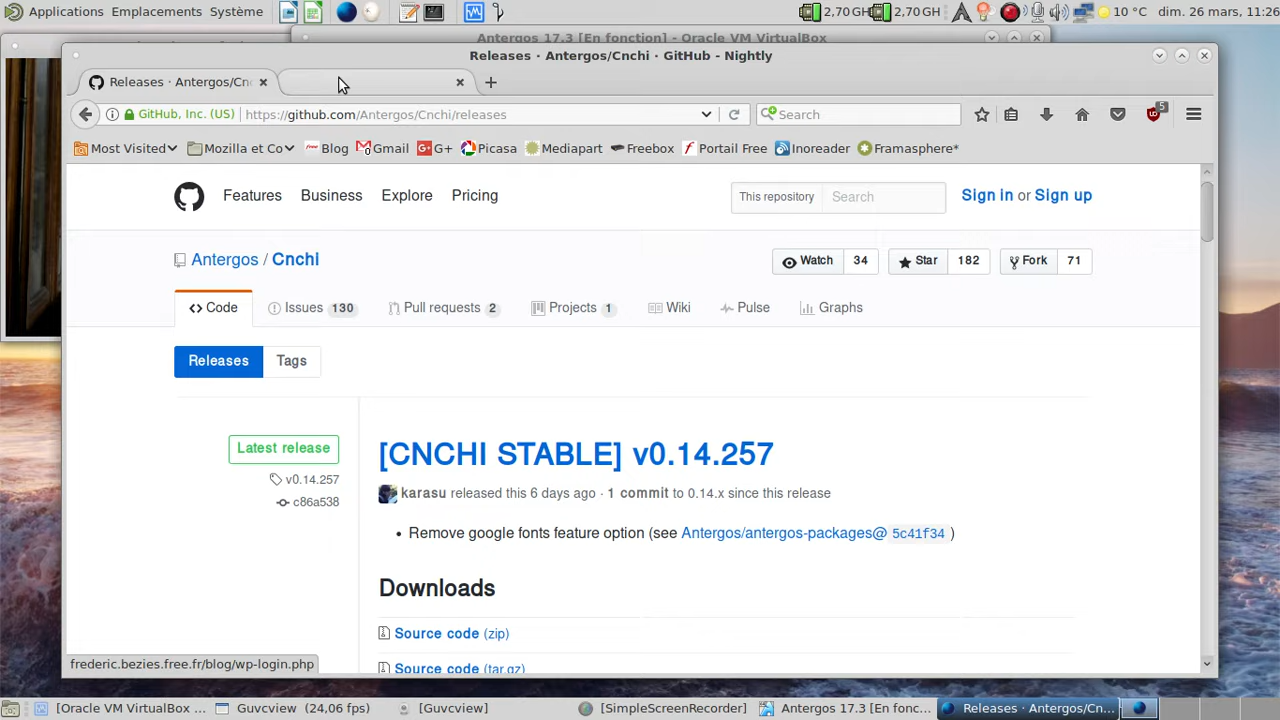 Applications Emplacements Système 2,70 GH 2,70 GH 10 °C dim. 26 mars, 11:26
Antergos 17.3 [En fonction] - Oracle VM VirtualBox
Releases · Antergos/Cnchi · GitHub - Nightly
Releases · Antergos/Cnc
GitHub, Inc. (US) https://github.com/Antergos/Cnchi/releases Search 5
Most Visited Mozilla et Co Blog Gmail G+ Picasa Mediapart Freebox Portail Free Inoreader Framasphere*
Features Business Explore Pricing This repository Search Sign in or Sign up
Antergos / Cnchi Watch 34 Star 182 Fork 71
Code Issues 130 Pull requests 2 Projects 1 Wiki Pulse Graphs
Releases Tags
Latest release
v0.14.257
c86a538
[CNCHI STABLE] v0.14.257
karasu released this 6 days ago · 1 commit to 0.14.x since this release
• Remove google fonts feature option (see Antergos/antergos-packages@ 5c41f34 )
Downloads
Source code (zip)
Source code (tar.gz)
frederic.bezies.free.fr/blog/wp-login.php
[Oracle VM VirtualBox ... Guvcview (24,06 fps) [Guvcview] [SimpleScreenRecorder] Antergos 17.3 [En fonc... Releases · Antergos/Cn...